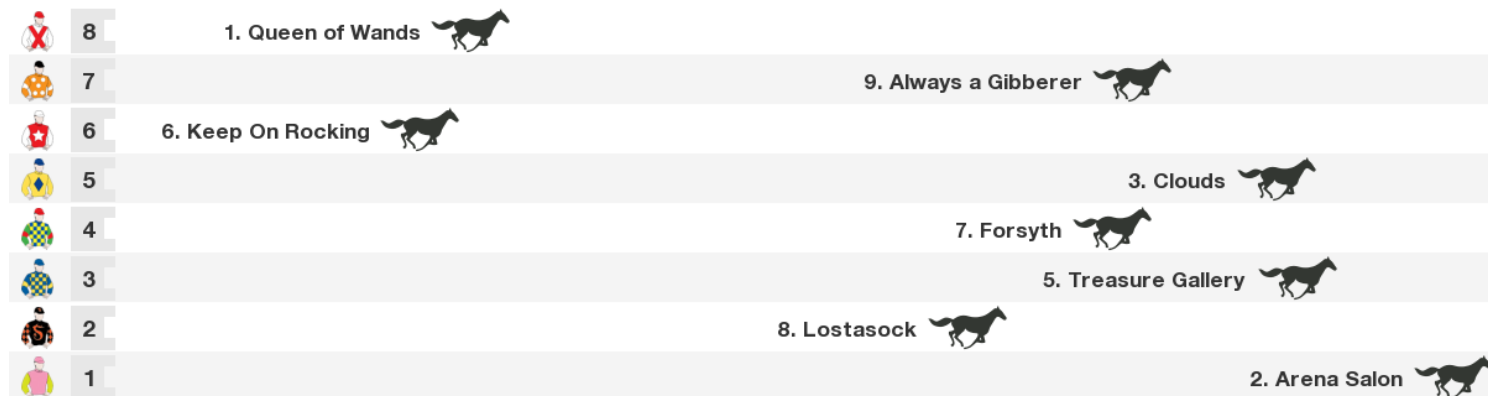 8 1. Queen of Wands
7 9. Always a Gibberer
6 6. Keep On Rocking
5 3. Clouds
4 7. Forsyth
3 5. Treasure Gallery
2 8. Lostasock
1 2. Arena Salon